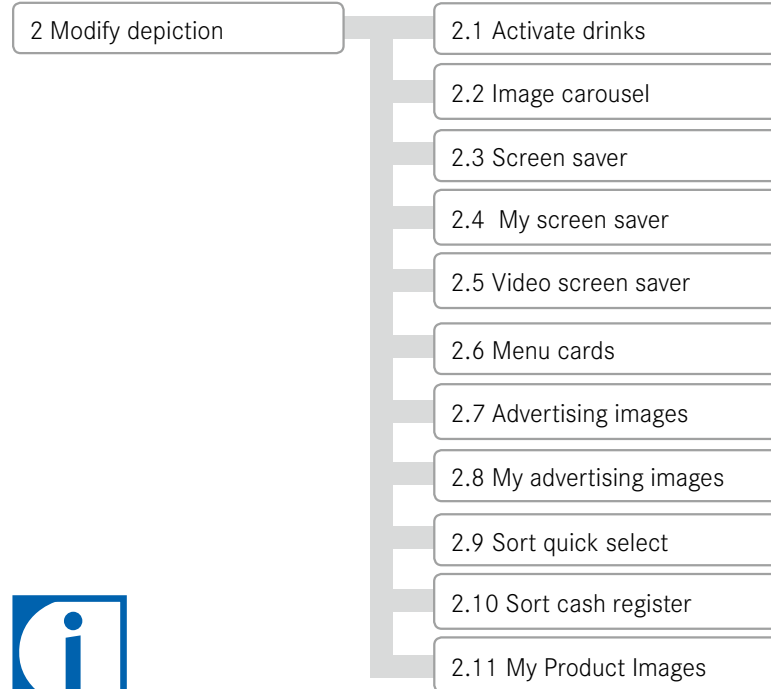 2 Modify depiction
2.1 Activate drinks
2.2 Image carousel
2.3 Screen saver
2.4  My screen saver
2.5 Video screen saver
2.6 Menu cards
2.7 Advertising images
2.8 My advertising images
2.9 Sort quick select
2.10 Sort cash register
2.11 My Product Images
i